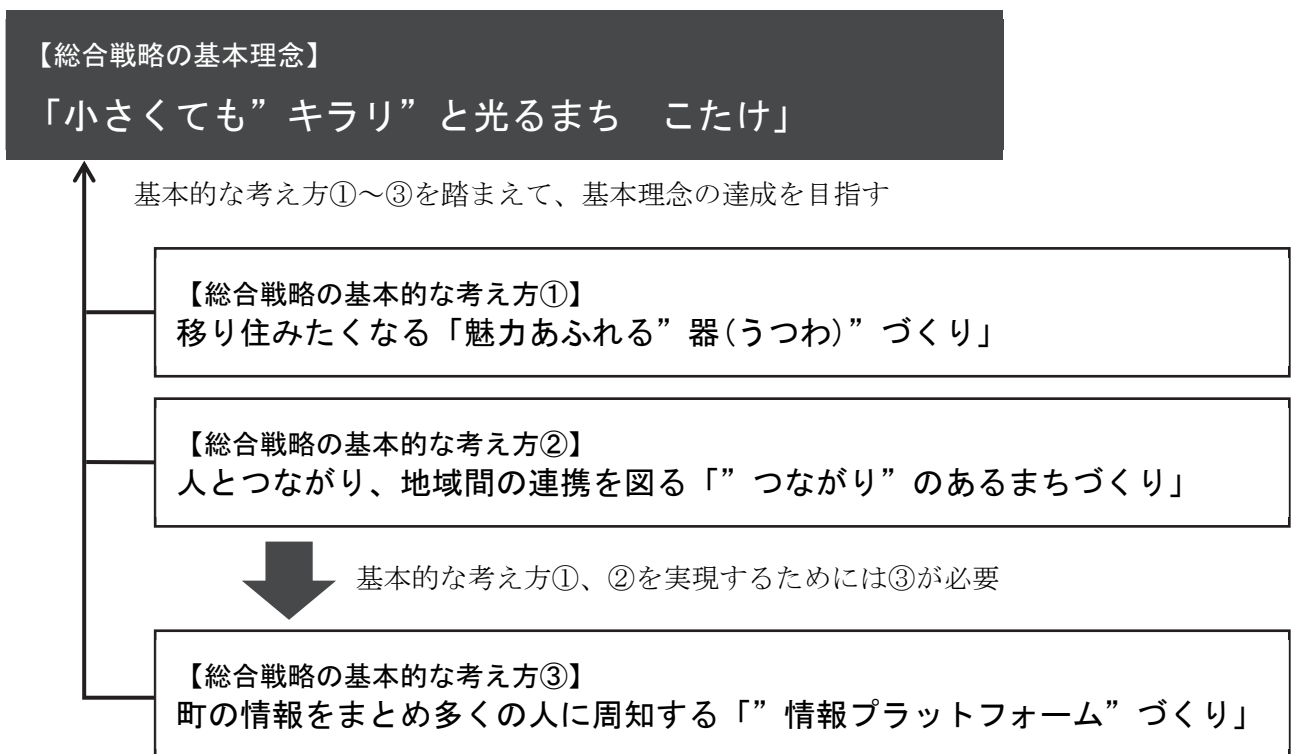 【総合戦略の基本理念】
「小さくても”キラリ”と光るまち　こたけ」
基本的な考え方①～③を踏まえて、基本理念の達成を目指す
【総合戦略の基本的な考え方①】
移り住みたくなる「魅力あふれる”器(うつわ)”づくり」
【総合戦略の基本的な考え方②】
人とつながり、地域間の連携を図る「”つながり”のあるまちづくり」
基本的な考え方①、②を実現するためには③が必要
【総合戦略の基本的な考え方③】
町の情報をまとめ多くの人に周知する「”情報プラットフォーム”づくり」